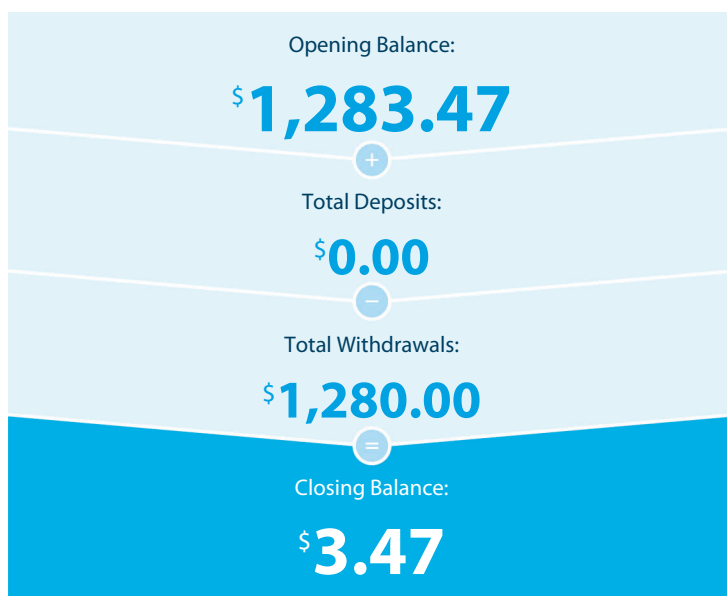 Opening Balance:
$1,283.47
+
Total Deposits:
$0.00
−
Total Withdrawals:
$1,280.00
=
Closing Balance:
$3.47